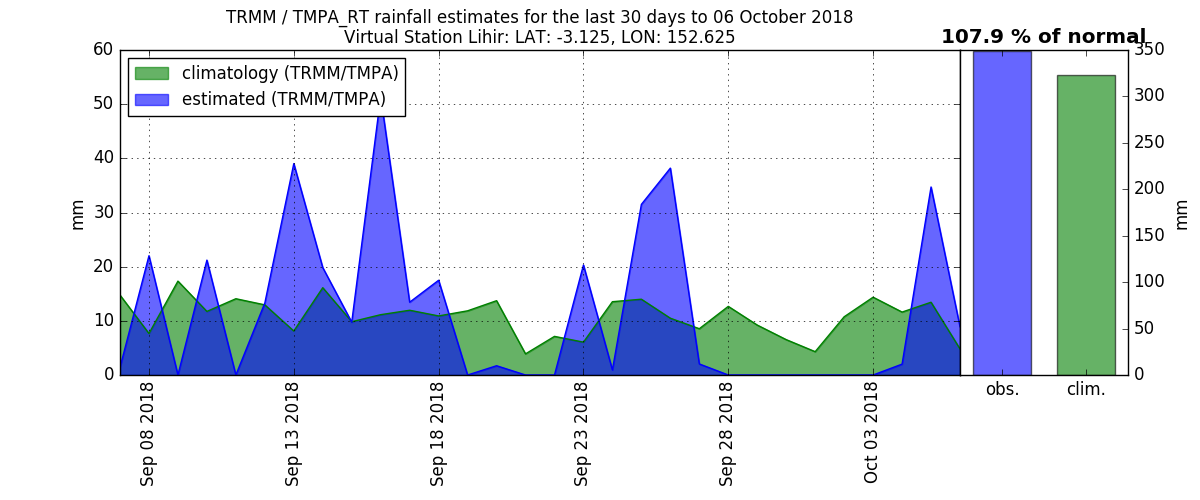 TRMM / TMPA_RT rainfall estimates for the last 30 days to 06 October 2018
Virtual Station Lihir: LAT: -3.125, LON: 152.625
107.9 % of normal
climatology (TRMM/TMPA)
estimated (TRMM/TMPA)
60
50
40
30
20
10
0
mm
Sep 08 2018
Sep 13 2018
Sep 18 2018
Sep 23 2018
Sep 28 2018
Oct 03 2018
obs.
clim.
350
300
250
200
150
100
50
0
mm